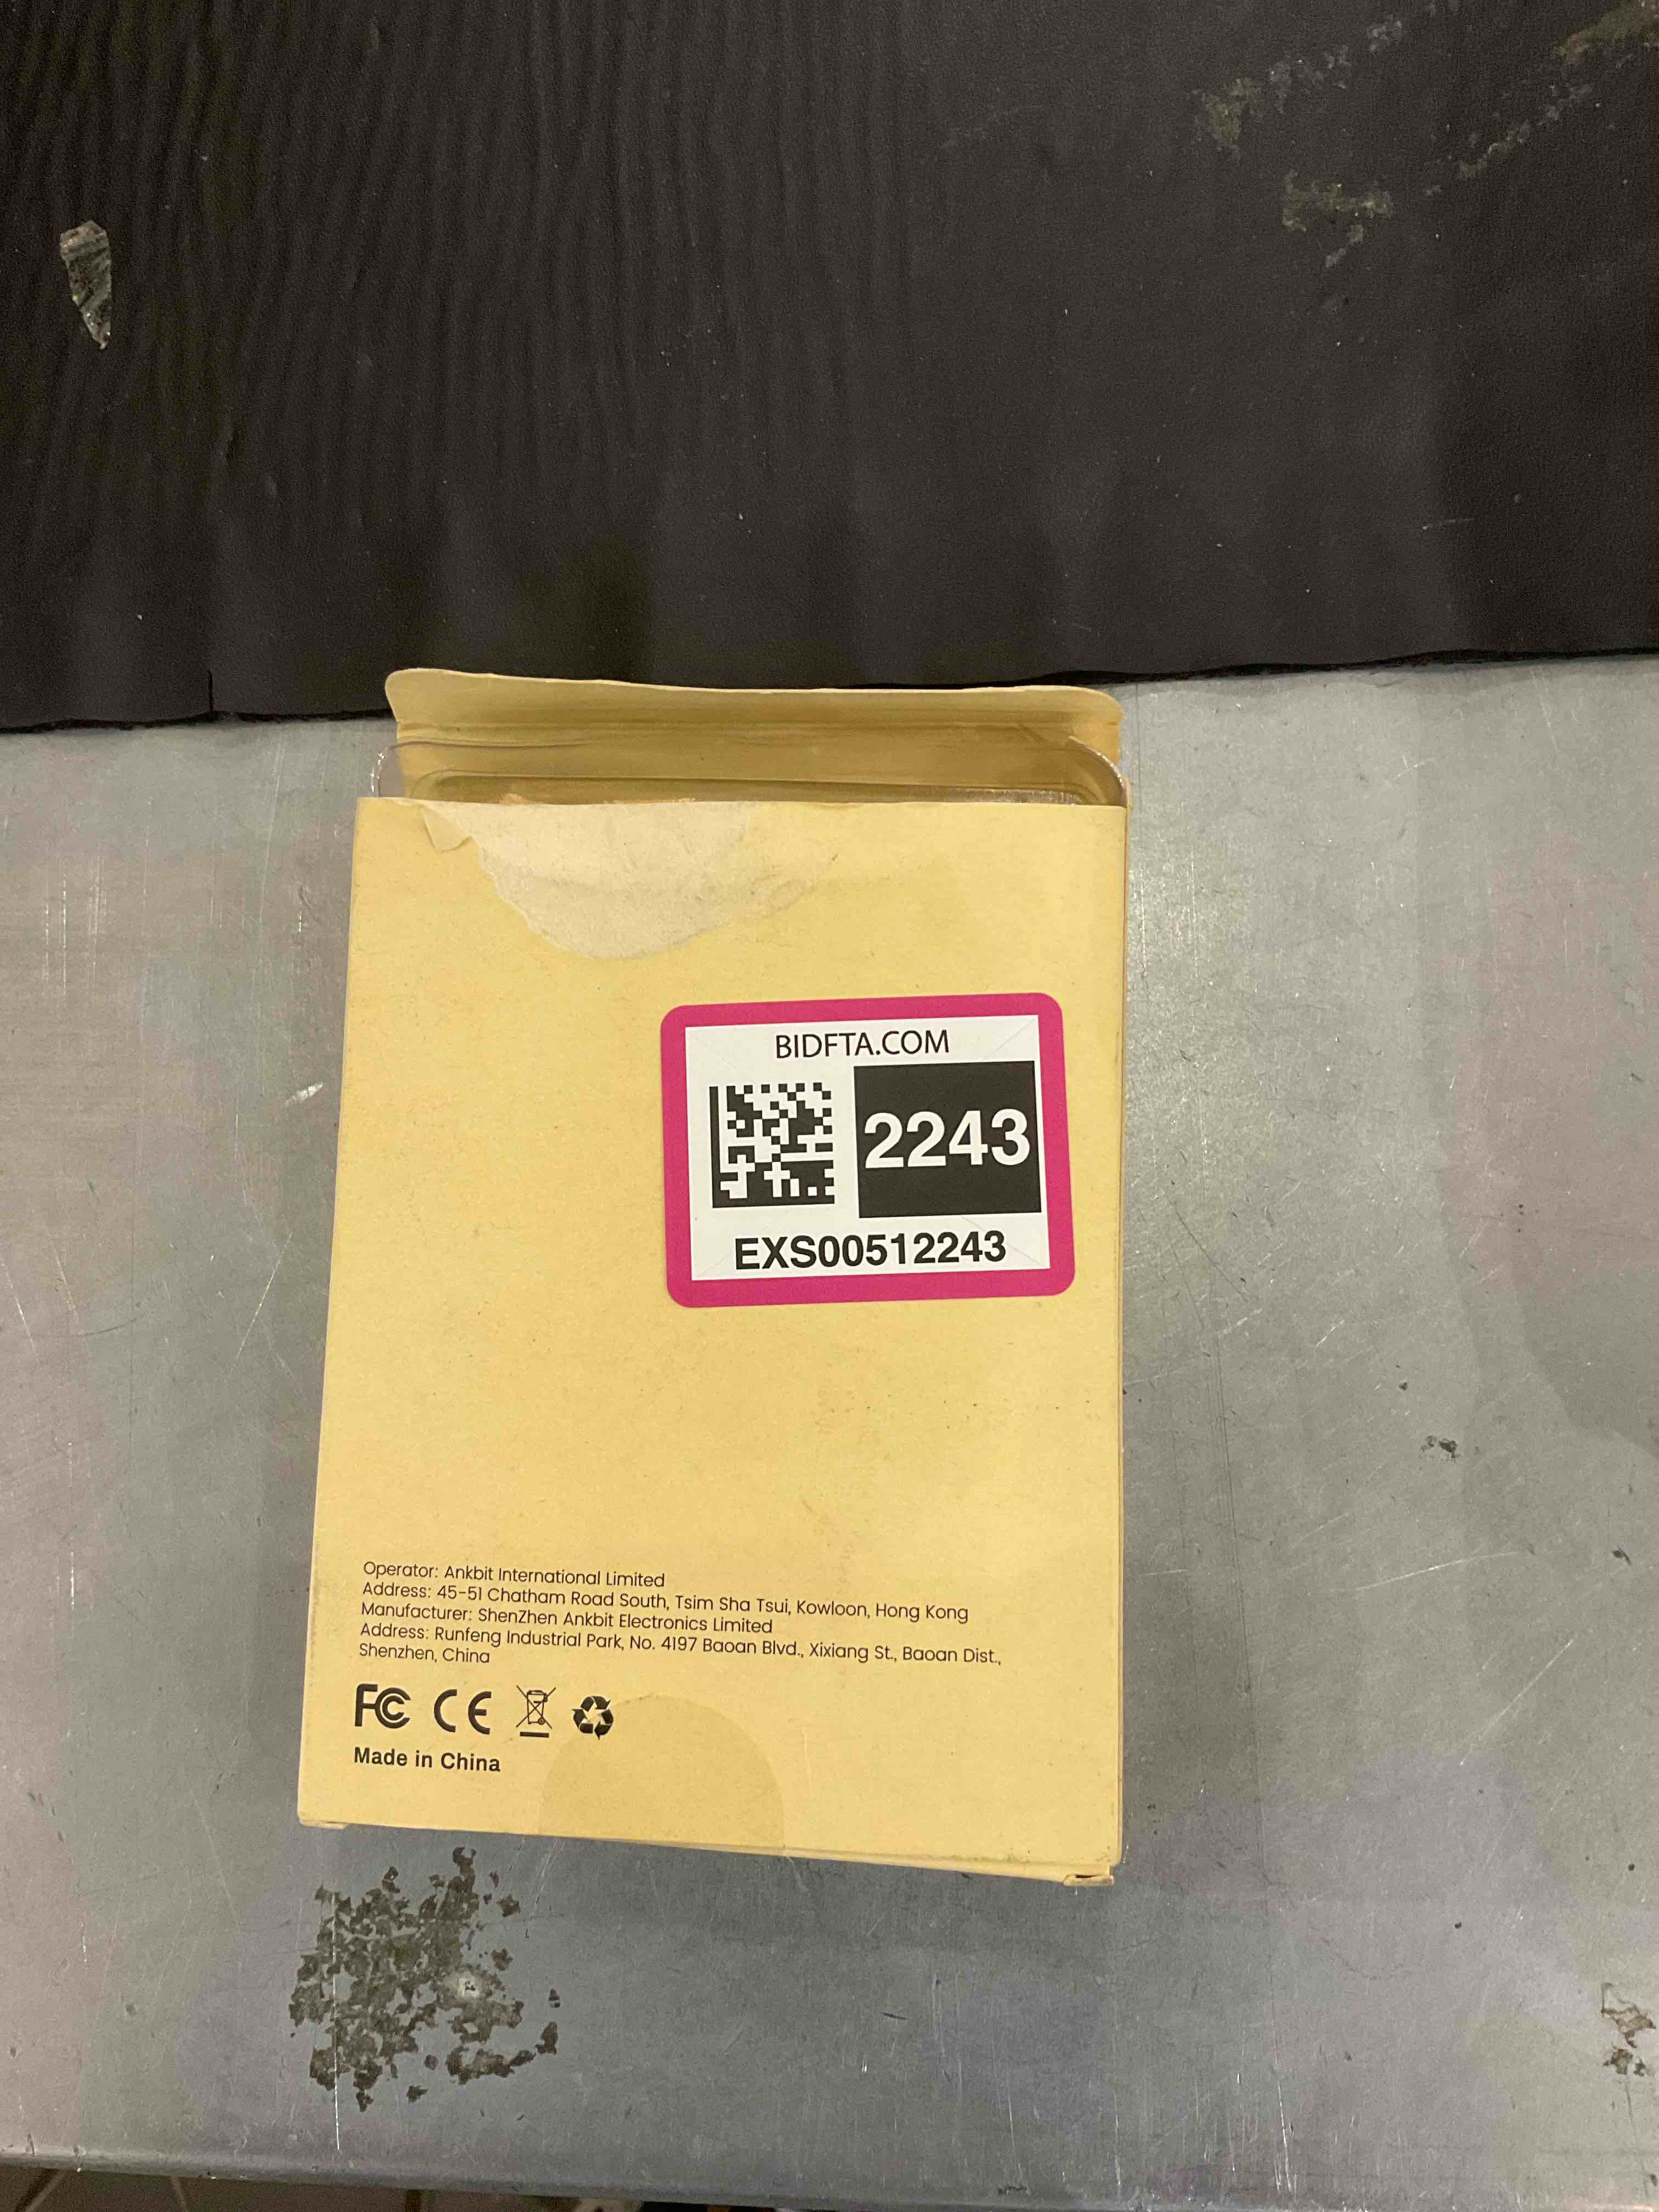 BIDFTA.COM
2243
EXS00512243
Operator: Ankbit International Limited
Address: 45-51 Chatham Road South, Tsim Sha Tsui, Kowloon, Hong Kong
Manufacturer: ShenZhen Ankbit Electronics Limited
Address: Runfeng Industrial Park, No. 4197 Baoan Blvd., Xixiang St., Baoan Dist.,
Shenzhen, China
FC CE
Made in China